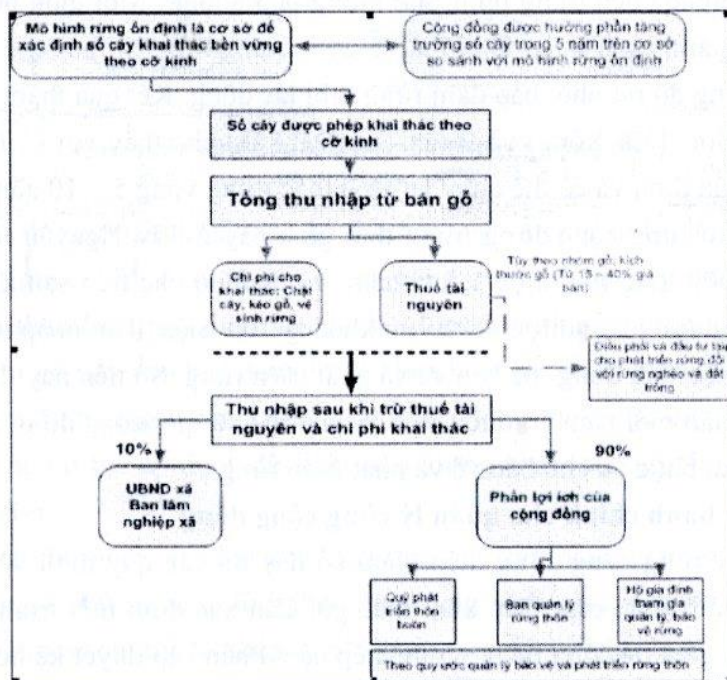 Mô hình rừng ổn định là cơ sở để
xác định số cây khai thác bền vững
theo cỡ kính
Cộng đồng được hưởng phần tăng
trưởng số cây trong 5 năm trên cơ sở
so sánh với mô hình rừng ổn định
Số cây được phép khai thác theo
cỡ kính
Tổng thu nhập từ bán gỗ
Chi phí cho
khai thác: Chặt
cây, kéo gỗ, vệ
sinh rừng
Thuế tài
nguyên
Tùy theo nhóm gỗ, kích
thước gỗ (Từ 15 – 40% giá
bán)
Điều phối và đầu tư lại
cho phát triển rừng đối
với rừng nghèo và đất
trống
Thu nhập sau khi trừ thuế tài
nguyên và chi phí khai thác
10%
90%
UBND xã
Ban lâm
nghiệp xã
Phần lợi ích của
cộng đồng
Quỹ phát
triển thôn
buôn
Ban quản lý
rừng thôn
Hộ gia đình
tham gia
quản lý, bảo
vệ rừng
Theo quy ước quản lý bảo vệ và phát triển rừng thôn